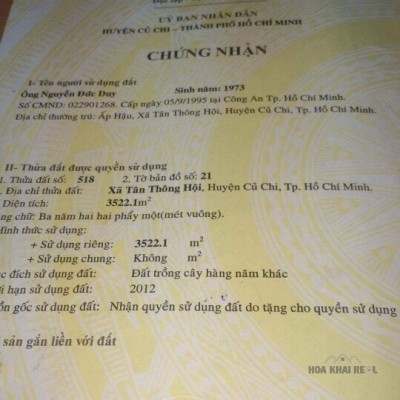 ỦY BAN NHÂN DÂN
HUYỆN CỦ CHI – THÀNH PHỐ HỒ CHÍ MINH
CHỨNG NHẬN
I- Tên người sử dụng đất
Ông Nguyễn Đức Duy Sinh năm: 1973
Số CMND: 022901268. Cấp ngày 05/9/1995 tại Công An Tp. Hồ Chí Minh.
Địa chỉ thường trú: Ấp Hậu, Xã Tân Thông Hội, Huyện Củ Chi, Tp. Hồ Chí Minh.
II- Thửa đất được quyền sử dụng
1. Thửa đất số: 518 2. Tờ bản đồ số: 21
. Địa chỉ thửa đất: Xã Tân Thông Hội, Huyện Củ Chi, Tp. Hồ Chí Minh.
Diện tích: 3522.1m²
ng chữ: Ba năm hai hai phẩy một(mét vuông).
Hình thức sử dụng:
+ Sử dụng riêng: 3522.1 m²
+ Sử dụng chung: Không m²
ục đích sử dụng đất: Đất trồng cây hàng năm khác
ời hạn sử dụng đất: 2012
ồn gốc sử dụng đất: Nhận quyền sử dụng đất do tặng cho quyền sử dụng
sản gắn liền với đất
HOA KHAI RE L